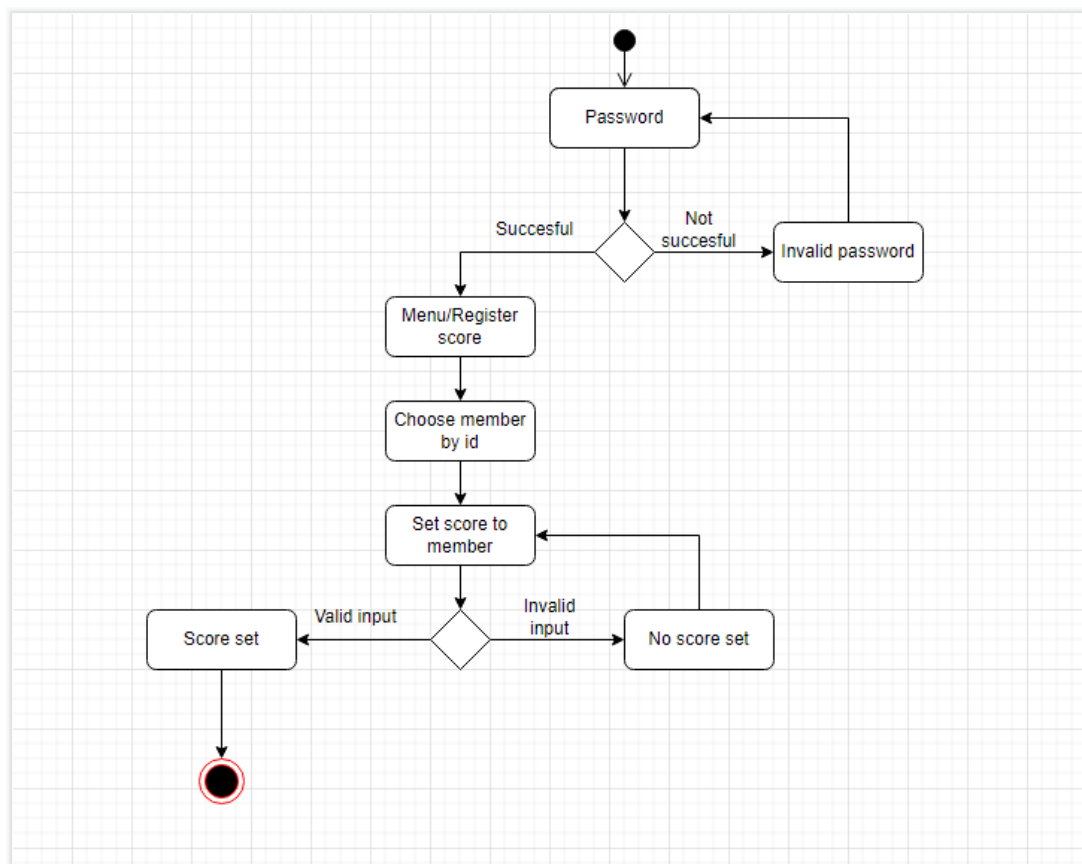 Password
Succesful
Not
succesful
Invalid password
Menu/Register
score
Choose member
by id
Set score to
member
Valid input
Invalid
input
Score set
No score set